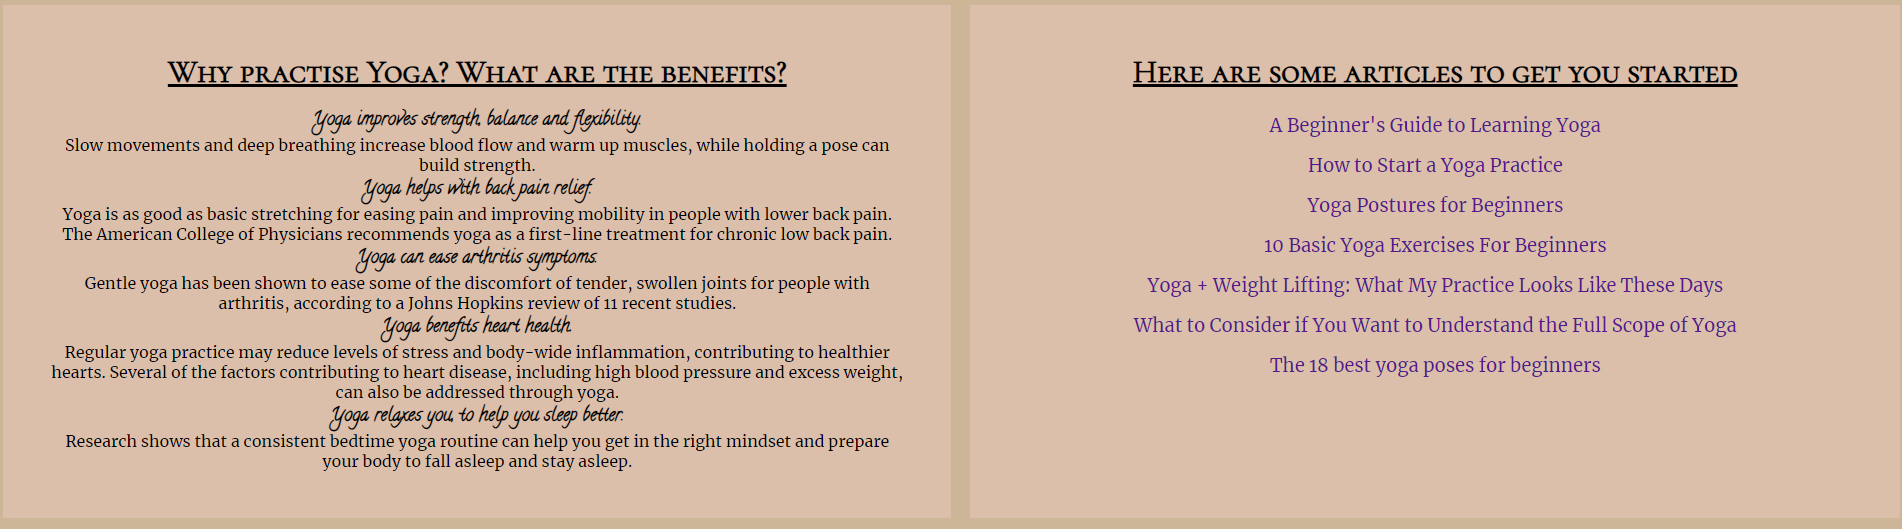 Why practise Yoga? What are the benefits?
Yoga improves strength, balance and flexibility.
Slow movements and deep breathing increase blood flow and warm up muscles, while holding a pose can
build strength.
Yoga helps with back pain relief.
Yoga is as good as basic stretching for easing pain and improving mobility in people with lower back pain.
The American College of Physicians recommends yoga as a first-line treatment for chronic low back pain.
Yoga can ease arthritis symptoms.
Gentle yoga has been shown to ease some of the discomfort of tender, swollen joints for people with
arthritis, according to a Johns Hopkins review of 11 recent studies.
Yoga benefits heart health.
Regular yoga practice may reduce levels of stress and body-wide inflammation, contributing to healthier
hearts. Several of the factors contributing to heart disease, including high blood pressure and excess weight,
can also be addressed through yoga.
Yoga relaxes you, to help you sleep better.
Research shows that a consistent bedtime yoga routine can help you get in the right mindset and prepare
your body to fall asleep and stay asleep.
Here are some articles to get you started
A Beginner's Guide to Learning Yoga
How to Start a Yoga Practice
Yoga Postures for Beginners
10 Basic Yoga Exercises For Beginners
Yoga + Weight Lifting: What My Practice Looks Like These Days
What to Consider if You Want to Understand the Full Scope of Yoga
The 18 best yoga poses for beginners